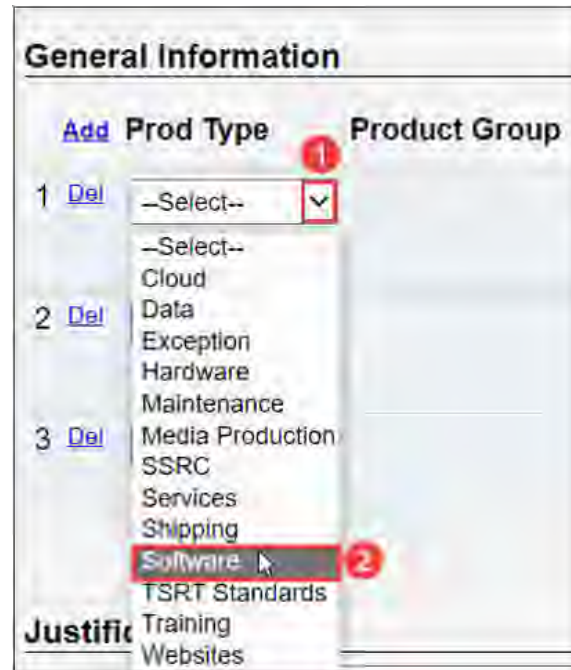 General Information
Add Prod Type Product Group
1
1 Del --Select--
--Select--
Cloud
2 Del Data
Exception
Hardware
Maintenance
3 Del Media Production
SSRC
Services
Shipping
Software 2
TSRT Standards
Justific Training
Websites